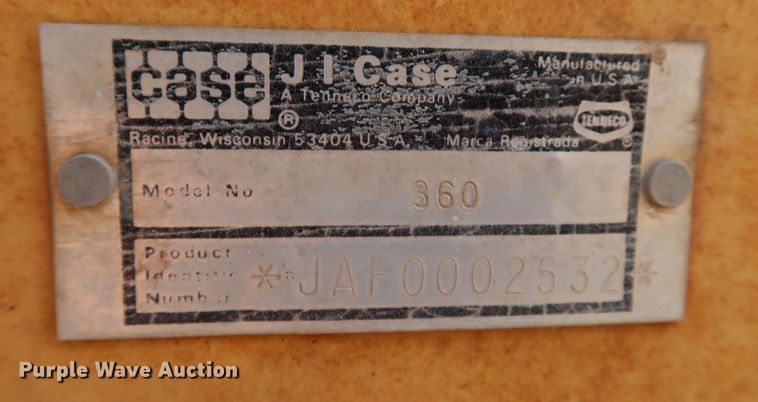 case
J I Case
A Tenneco Company
Manufactured
in U.S.A.
TENNECO
®
®
Racine, Wisconsin 53404 U.S.A. Marca Registrada
Model No 360
Product
Number
*JAF0002532*
Purple Wave Auction®